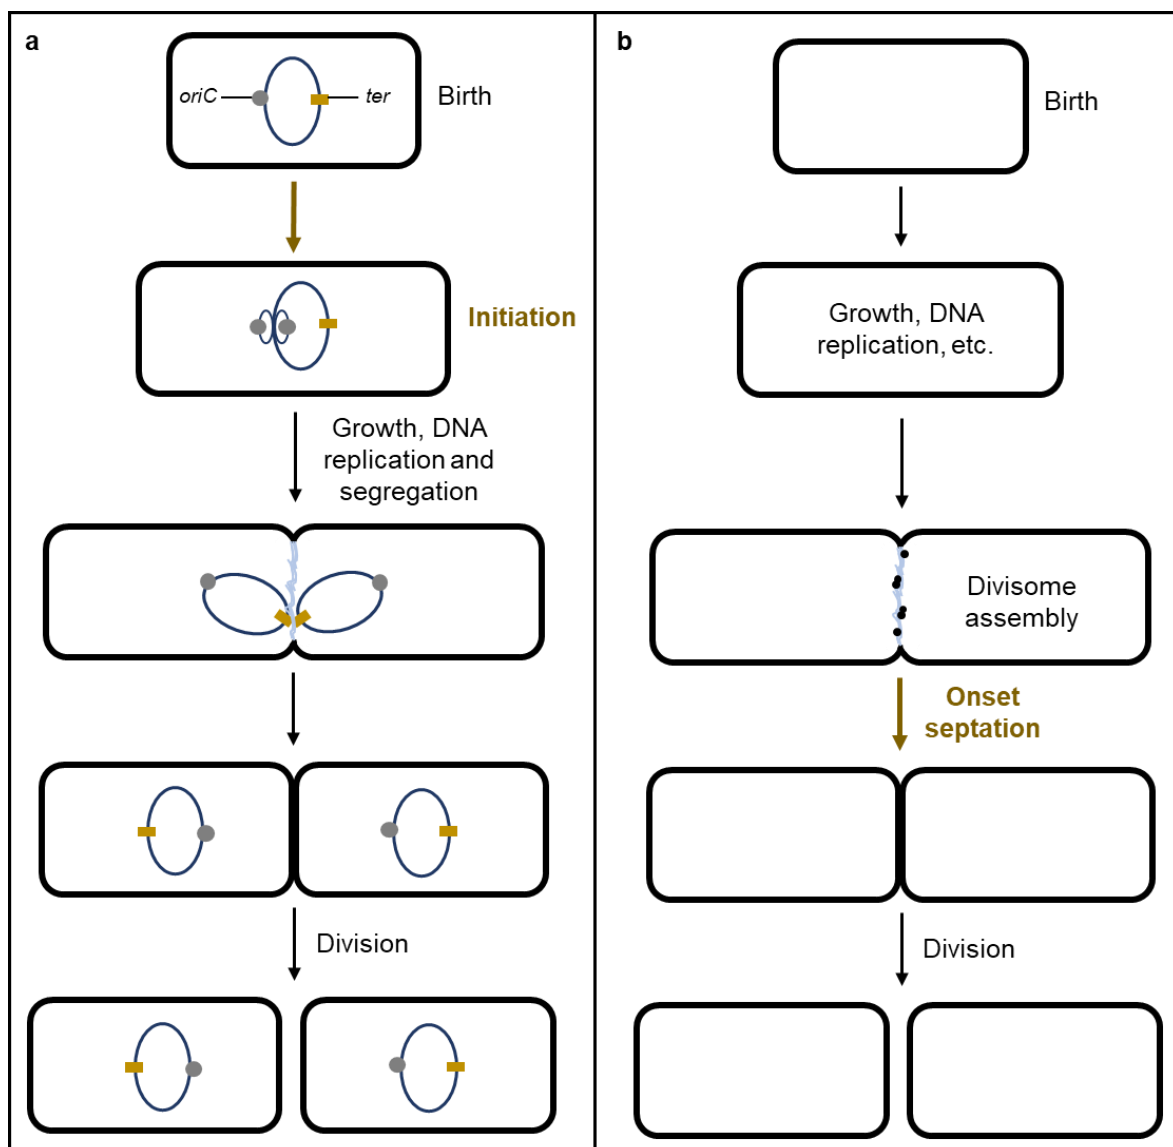 a
oriC
ter
Birth
Initiation
Growth, DNA
replication and
segregation
Division
b
Birth
Growth, DNA
replication, etc.
Divisome
assembly
Onset
septation
Division